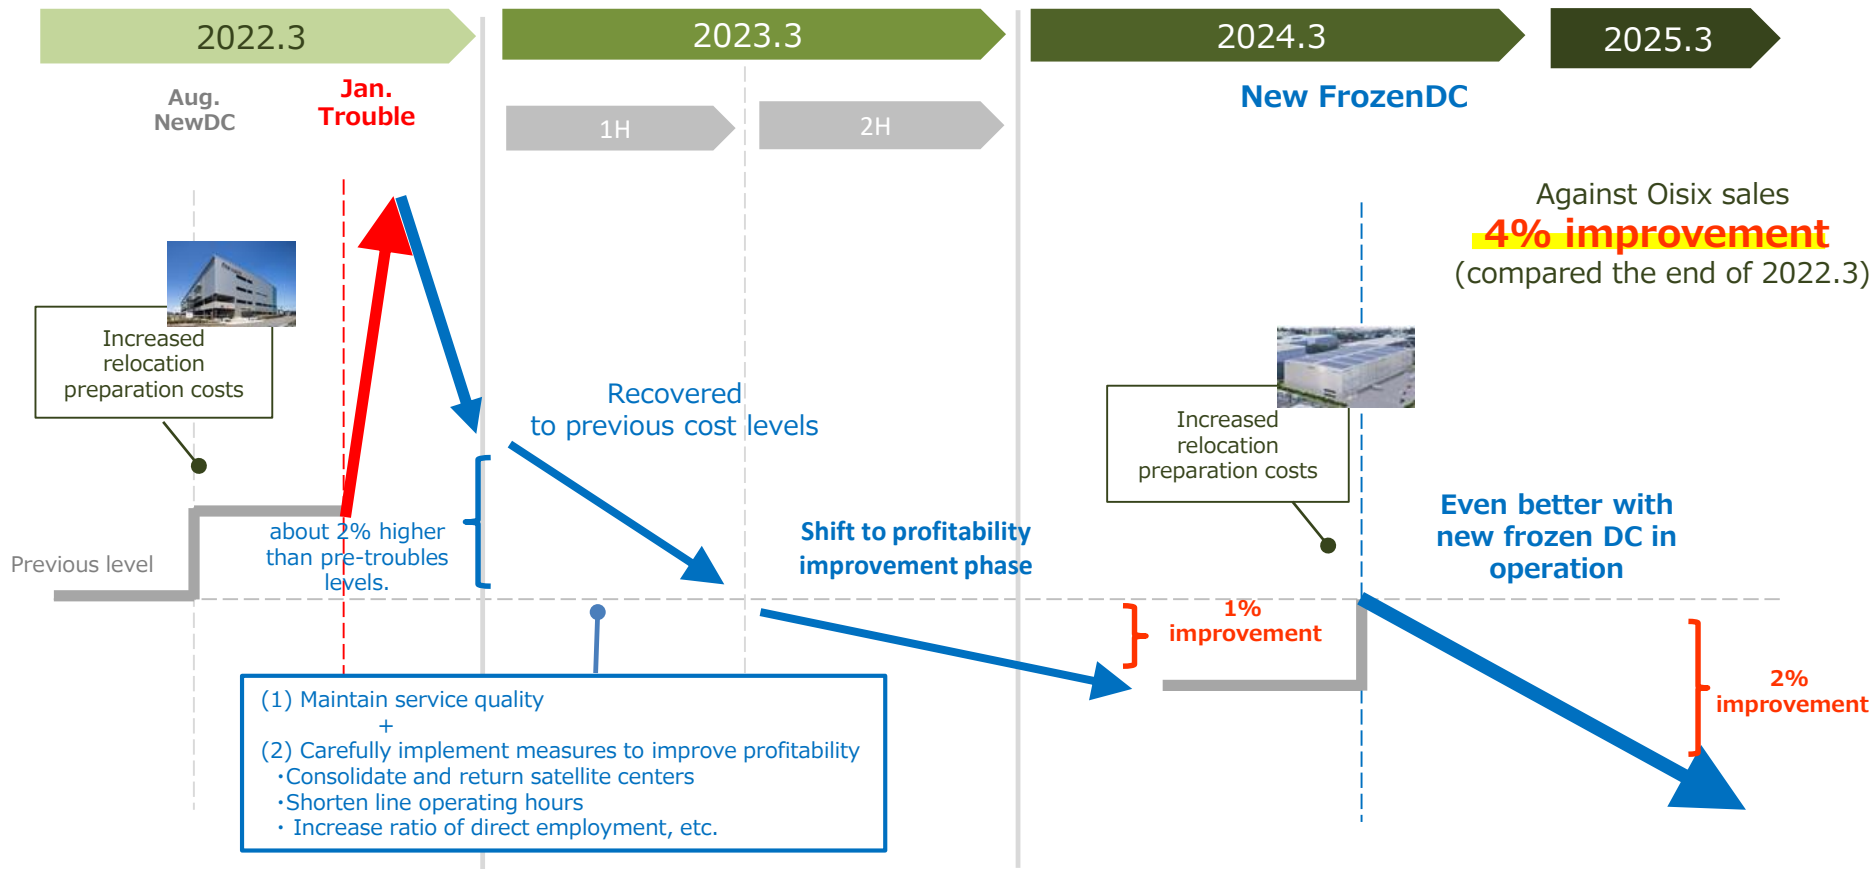 2022.3
2023.3
2024.3
2025.3
Aug.
NewDC
Jan.
Trouble
1H
2H
New FrozenDC
Against Oisix sales
4% improvement
(compared the end of 2022.3)
Increased
relocation
preparation costs
Recovered
to previous cost levels
Increased
relocation
preparation costs
Previous level
about 2% higher
than pre-troubles
levels.
Shift to profitability
improvement phase
Even better with
new frozen DC in
operation
1%
improvement
2%
improvement
(1) Maintain service quality
+
(2) Carefully implement measures to improve profitability
・Consolidate and return satellite centers
・Shorten line operating hours
・ Increase ratio of direct employment, etc.